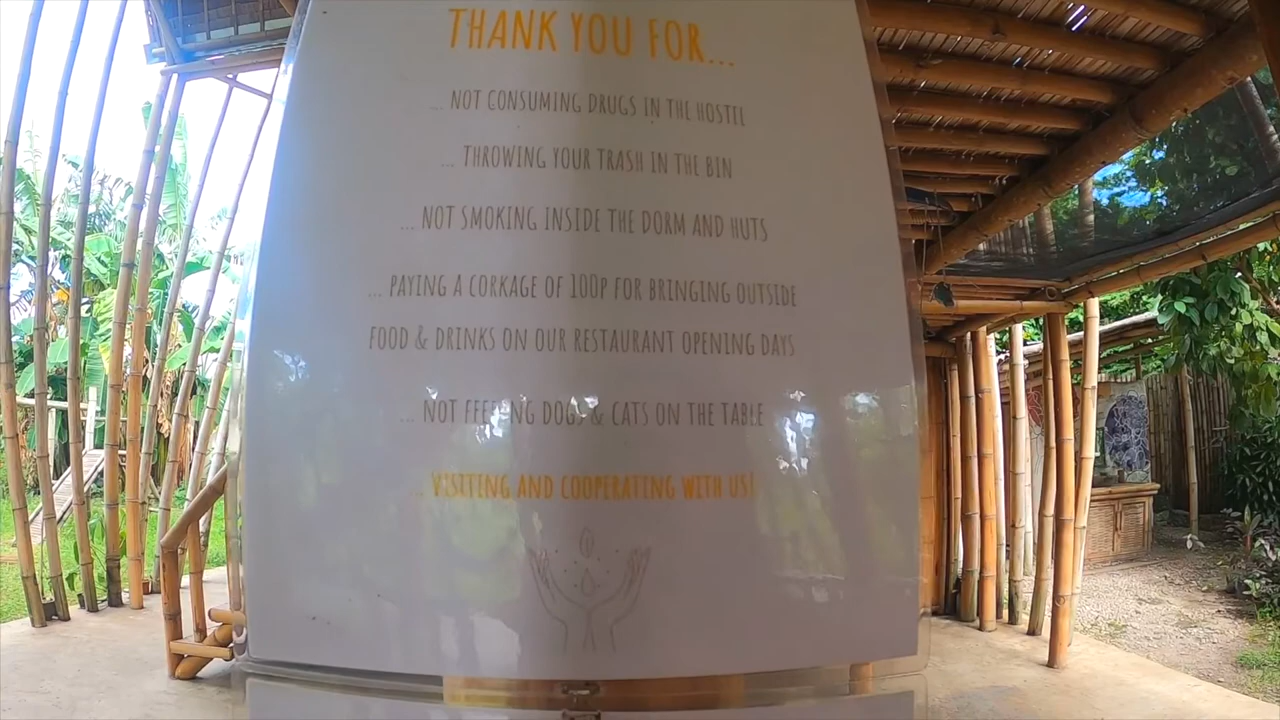 THANK YOU FOR...
... NOT CONSUMING DRUGS IN THE HOSTEL
... THROWING YOUR TRASH IN THE BIN
... NOT SMOKING INSIDE THE DORM AND HUTS
... PAYING A CORKAGE OF 100P FOR BRINGING OUTSIDE
FOOD & DRINKS ON OUR RESTAURANT OPENING DAYS
... NOT FEEDING DOGS & CATS ON THE TABLE
... VISITING AND COOPERATING WITH US!